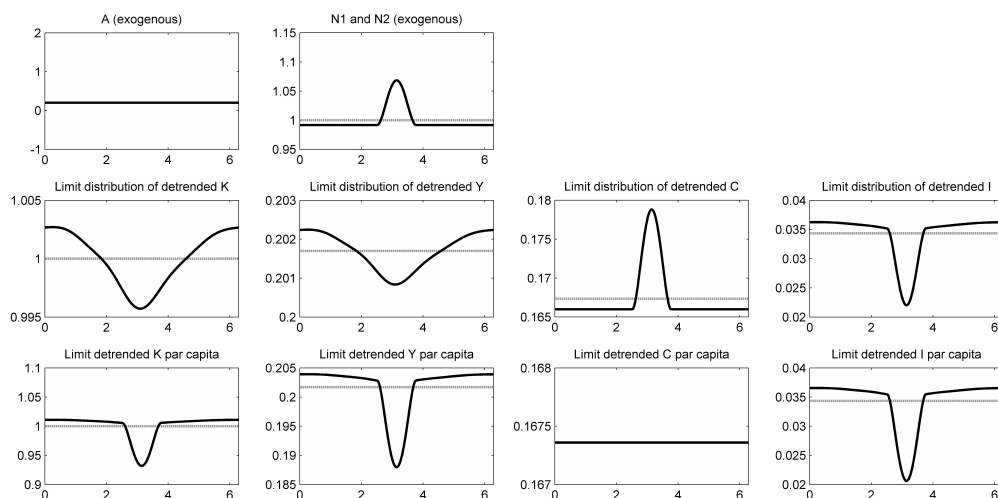 A (exogenous)
N1 and N2 (exogenous)
2
1
0
-1
0 2 4 6
1.15
1.1
1.05
1
0.95
0 2 4 6
Limit distribution of detrended K
Limit distribution of detrended Y
Limit distribution of detrended C
Limit distribution of detrended I
1.005
1
0.995
0 2 4 6
0.203
0.202
0.201
0.2
0 2 4 6
0.18
0.175
0.17
0.165
0 2 4 6
0.04
0.035
0.03
0.025
0.02
0 2 4 6
Limit detrended K par capita
Limit detrended Y par capita
Limit detrended C par capita
Limit detrended I par capita
1.1
1.05
1
0.95
0.9
0 2 4 6
0.205
0.2
0.195
0.19
0.185
0 2 4 6
0.168
0.1675
0.167
0 2 4 6
0.04
0.035
0.03
0.025
0.02
0 2 4 6